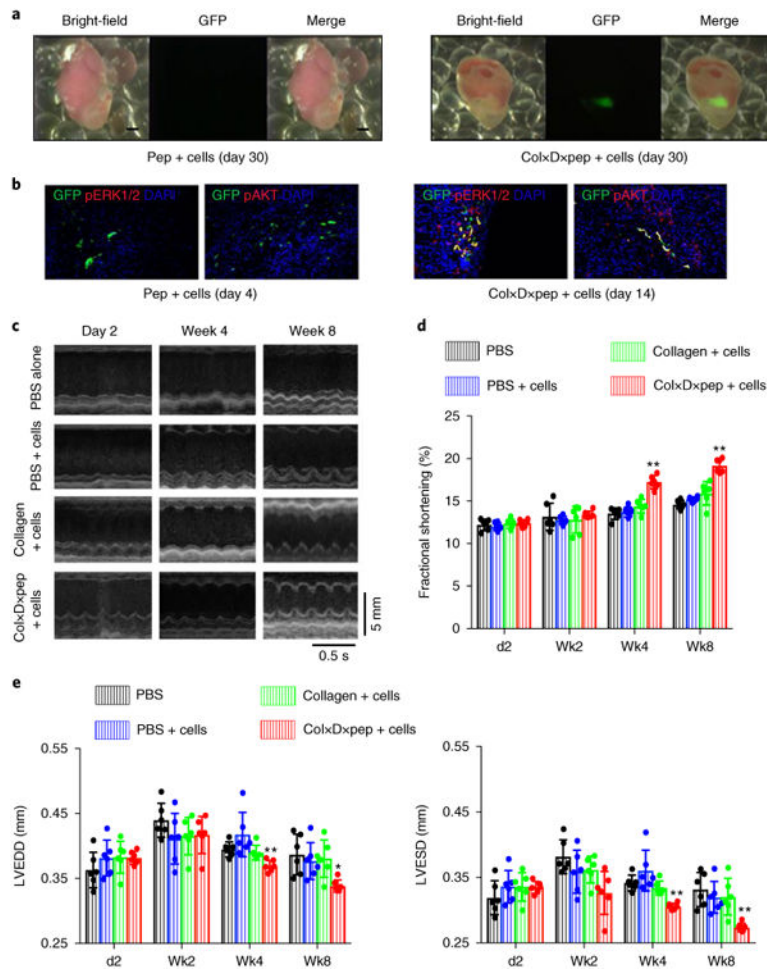 a
Bright-field GFP Merge
Bright-field GFP Merge
Pep + cells (day 30)
Col×D×pep + cells (day 30)
b
GFP pERK1/2 DAPI
GFP pAKT DAPI
GFP pERK1/2 DAPI
GFP pAKT DAPI
Pep + cells (day 4)
Col×D×pep + cells (day 14)
c
Day 2 Week 4 Week 8
PBS alone
PBS + cells
Collagen
+ cells
Col×D×pep
+ cells
5 mm
0.5 s
d
PBS
Collagen + cells
PBS + cells
Col×D×pep + cells
Fractional shortening (%)
25
20
15
10
5
0
**
**
d2 Wk2 Wk4 Wk8
e
PBS
Collagen + cells
PBS + cells
Col×D×pep + cells
LVEDD (mm)
0.55
0.45
0.35
0.25
**
*
d2 Wk2 Wk4 Wk8
LVESD (mm)
0.55
0.45
0.35
0.25
**
**
d2 Wk2 Wk4 Wk8